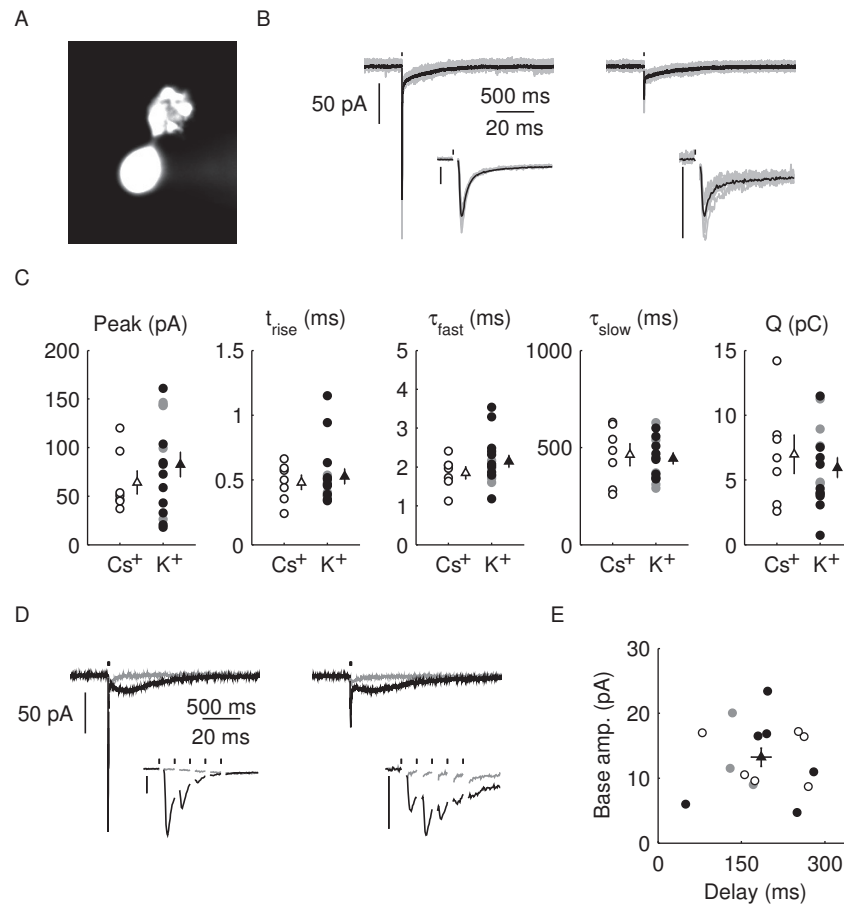 A
B
50 pA
500 ms
20 ms
C
Peak (pA)
200
150
100
50
0
Cs+ K+
trise (ms)
1.5
1
0.5
0
Cs+ K+
τfast (ms)
5
4
3
2
1
0
Cs+ K+
τslow (ms)
1000
500
0
Cs+ K+
Q (pC)
15
10
5
0
Cs+ K+
D
50 pA
500 ms
20 ms
E
Base amp. (pA)
30
20
10
0
0 150 300
Delay (ms)